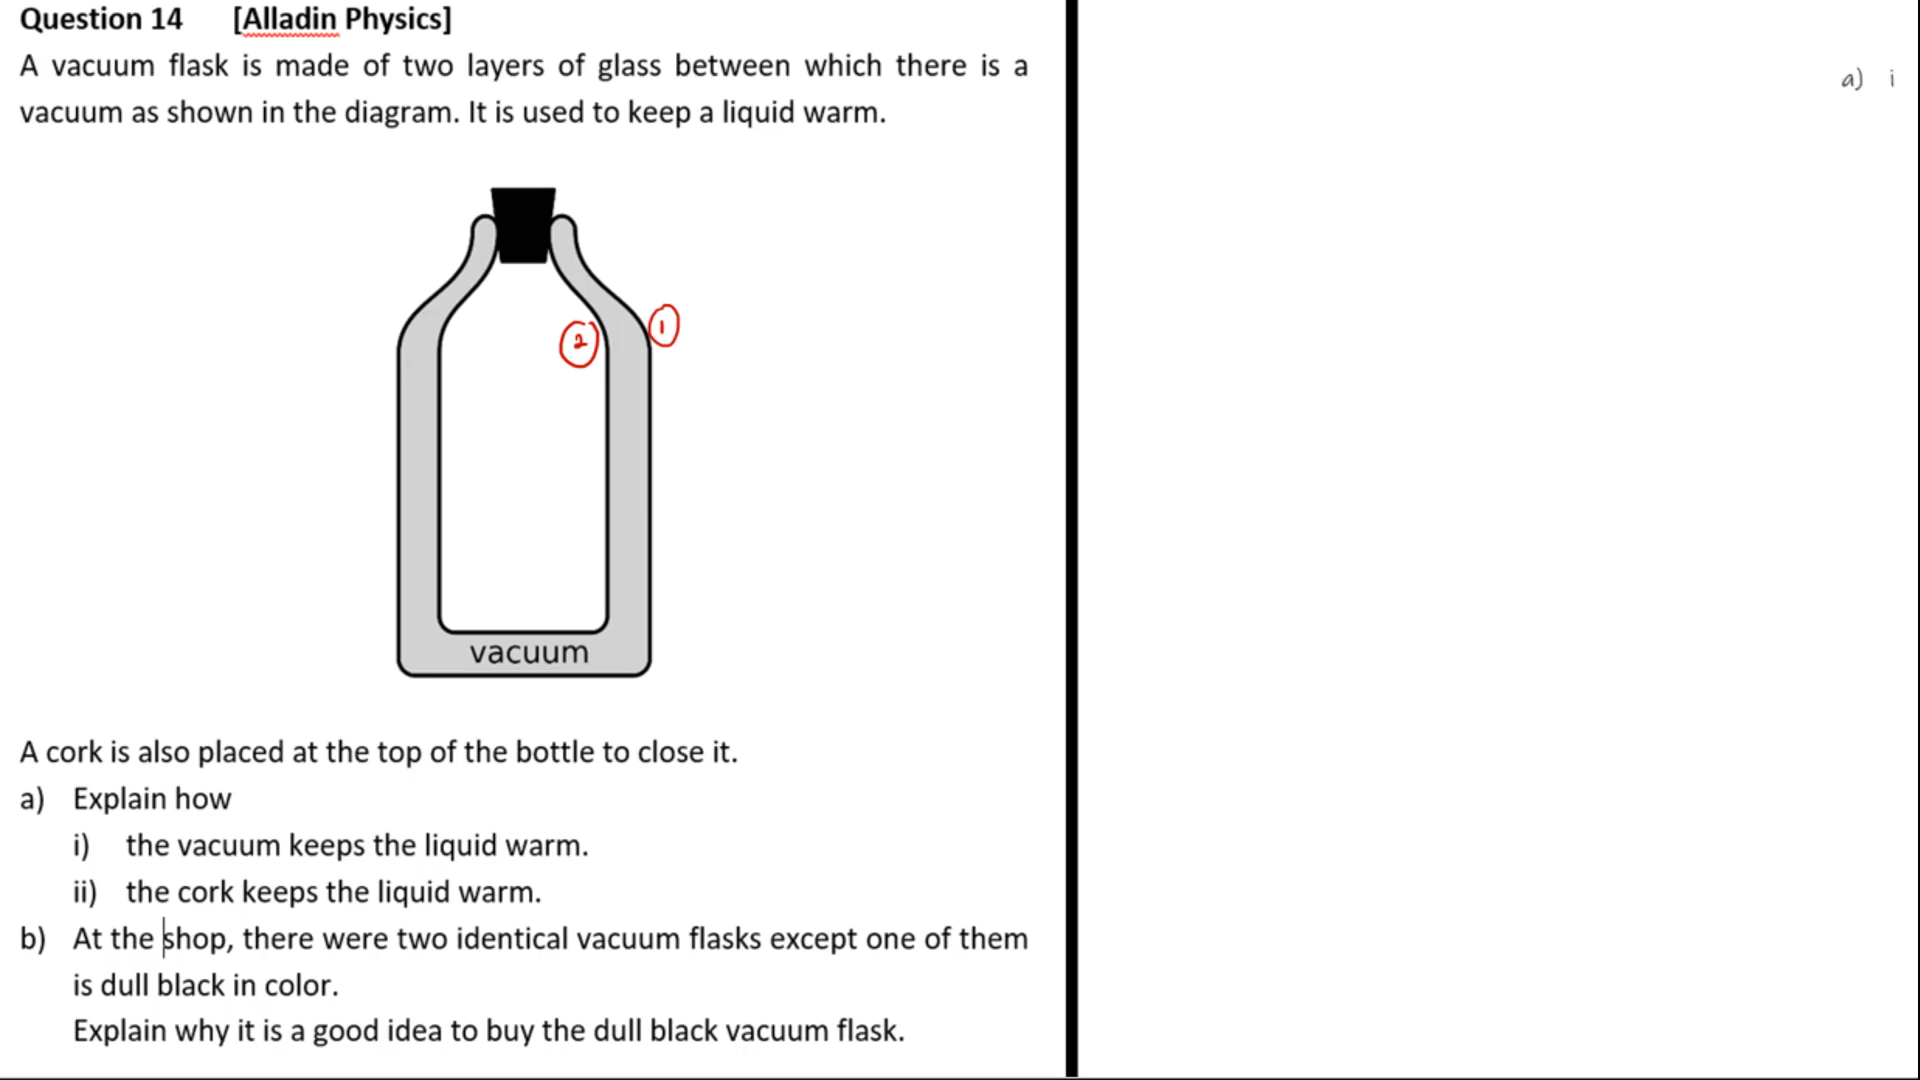 Question 14 [Alladin Physics]
A vacuum flask is made of two layers of glass between which there is a
vacuum as shown in the diagram. It is used to keep a liquid warm.
a) i
1
2
vacuum
A cork is also placed at the top of the bottle to close it.
a) Explain how
i) the vacuum keeps the liquid warm.
ii) the cork keeps the liquid warm.
b) At the shop, there were two identical vacuum flasks except one of them
is dull black in color.
Explain why it is a good idea to buy the dull black vacuum flask.